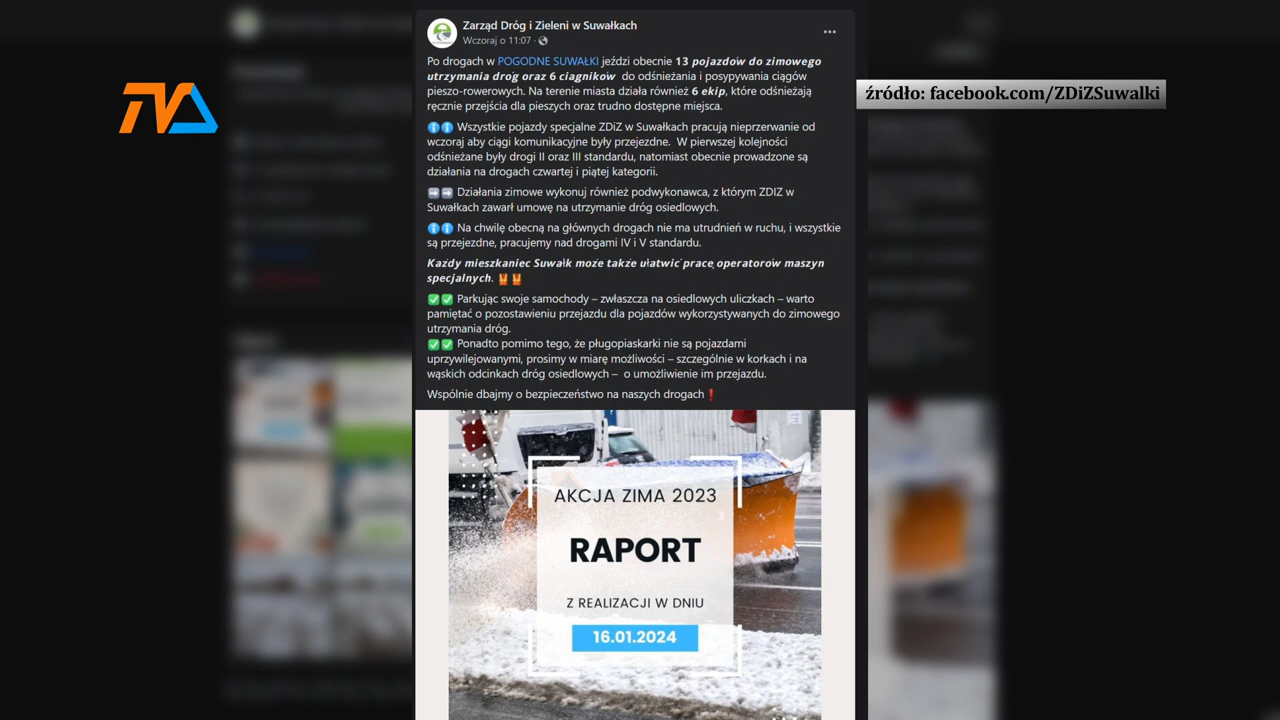 Zarząd Dróg i Zieleni w Suwałkach
Wczoraj o 11:07 ·
Po drogach w POGODNE SUWAŁKI jeździ obecnie 13 pojazdów do zimowego
utrzymania dróg oraz 6 ciągników do odśnieżania i posypywania ciągów
pieszo-rowerowych. Na terenie miasta działa również 6 ekip, które odśnieżają
ręcznie przejścia dla pieszych oraz trudno dostępne miejsca.
Wszystkie pojazdy specjalne ZDiZ w Suwałkach pracują nieprzerwanie od
wczoraj aby ciągi komunikacyjne były przejezdne. W pierwszej kolejności
odśnieżane były drogi II oraz III standardu, natomiast obecnie prowadzone są
działania na drogach czwartej i piątej kategorii.
Działania zimowe wykonuj również podwykonawca, z którym ZDIZ w
Suwałkach zawarł umowę na utrzymanie dróg osiedlowych.
Na chwilę obecną na głównych drogach nie ma utrudnień w ruchu, i wszystkie
są przejezdne, pracujemy nad drogami IV i V standardu.
Każdy mieszkaniec Suwałk może także ułatwić pracę operatorów maszyn
specjalnych.
Parkując swoje samochody – zwłaszcza na osiedlowych uliczkach – warto
pamiętać o pozostawieniu przejazdu dla pojazdów wykorzystywanych do zimowego
utrzymania dróg.
Ponadto pomimo tego, że pługopiaskarki nie są pojazdami
uprzywilejowanymi, prosimy w miarę możliwości – szczególnie w korkach i na
wąskich odcinkach dróg osiedlowych – o umożliwienie im przejazdu.
Wspólnie dbajmy o bezpieczeństwo na naszych drogach❗
źródło: facebook.com/ZDiZSuwalki
AKCJA ZIMA 2023
RAPORT
Z REALIZACJI W DNIU
16.01.2024